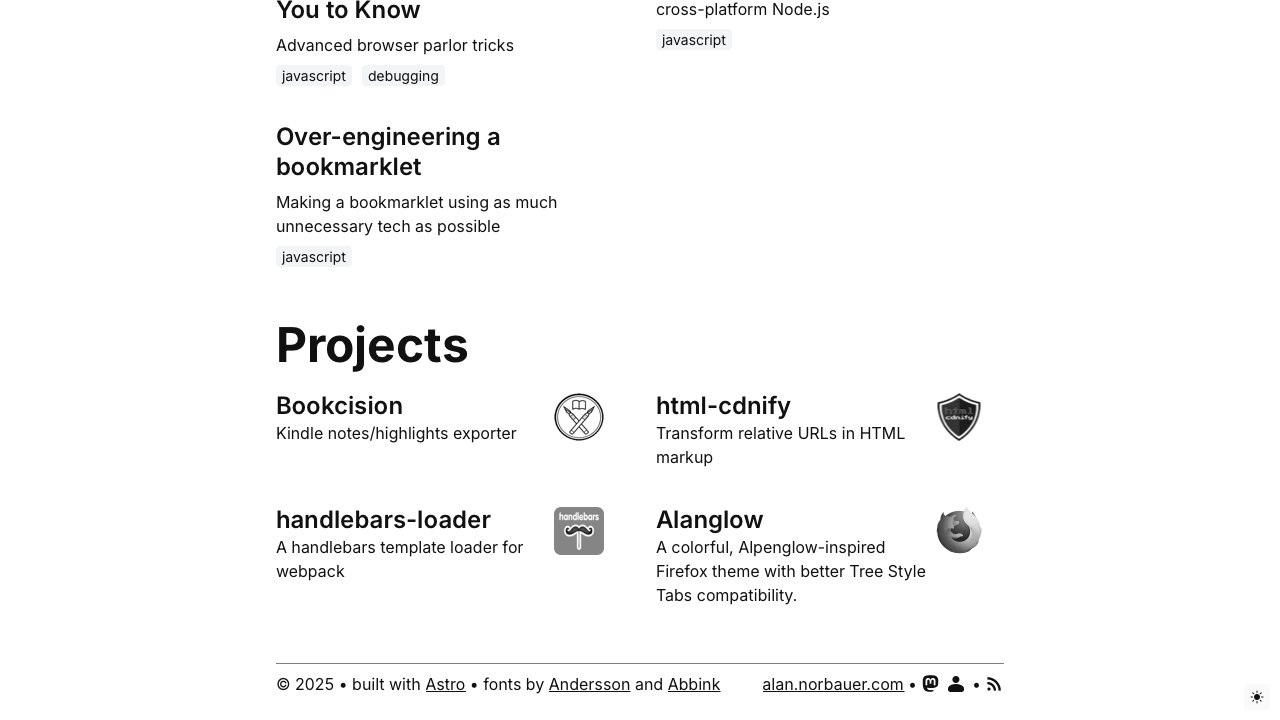 You to Know
Advanced browser parlor tricks
javascript debugging
cross-platform Node.js
javascript
Over-engineering a
bookmarklet
Making a bookmarklet using as much
unnecessary tech as possible
javascript
Projects
Bookcision
Kindle notes/highlights exporter
html-cdnify
Transform relative URLs in HTML
markup
html
cdnify
handlebars-loader
A handlebars template loader for
webpack
handlebars
Alanglow
A colorful, Alpenglow-inspired
Firefox theme with better Tree Style
Tabs compatibility.
© 2025 • built with Astro • fonts by Andersson and Abbink
alan.norbauer.com • •